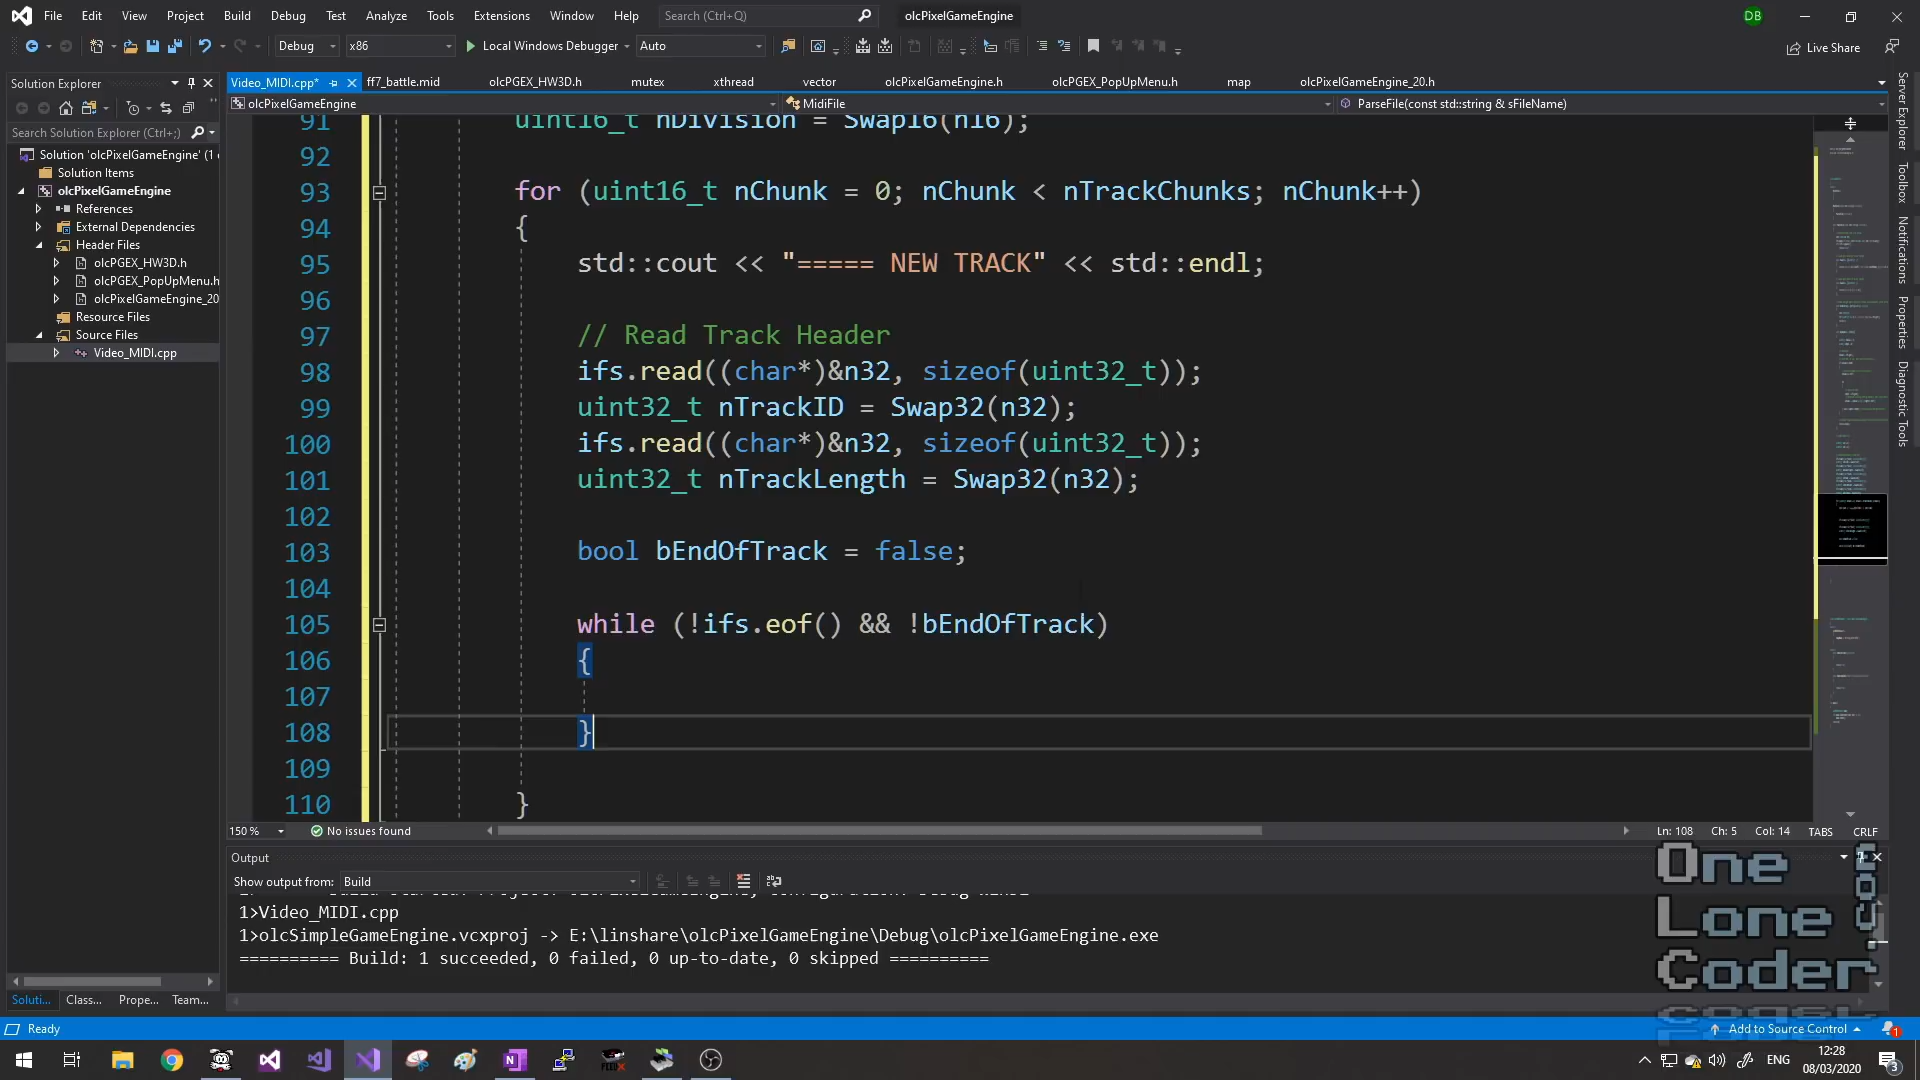 File Edit View Project Build Debug Test Analyze Tools Extensions Window Help Search (Ctrl+Q) olcPixelGameEngine DB
Debug x86 Local Windows Debugger Auto Live Share
Solution Explorer
Video_MIDI.cpp* ff7_battle.mid olcPGEX_HW3D.h mutex xthread vector olcPixelGameEngine.h olcPGEX_PopUpMenu.h map olcPixelGameEngine_20.h
olcPixelGameEngine MidiFile ParseFile(const std::string & sFileName)
Search Solution Explorer (Ctrl+;)
Solution 'olcPixelGameEngine' (1
Solution Items
olcPixelGameEngine
References
External Dependencies
Header Files
olcPGEX_HW3D.h
olcPGEX_PopUpMenu.h
olcPixelGameEngine_20
Resource Files
Source Files
Video_MIDI.cpp
91 uint16_t nDivision = Swap16(n16);
92
93 for (uint16_t nChunk = 0; nChunk < nTrackChunks; nChunk++)
94 {
95 std::cout << "===== NEW TRACK" << std::endl;
96
97 // Read Track Header
98 ifs.read((char*)&n32, sizeof(uint32_t));
99 uint32_t nTrackID = Swap32(n32);
100 ifs.read((char*)&n32, sizeof(uint32_t));
101 uint32_t nTrackLength = Swap32(n32);
102
103 bool bEndOfTrack = false;
104
105 while (!ifs.eof() && !bEndOfTrack)
106 {
107
108 }
109
110 }
Server Explorer
Toolbox
Notifications
Properties
Diagnostic Tools
150 % No issues found Ln: 108 Ch: 5 Col: 14 TABS CRLF
Output
Show output from: Build
1>Video_MIDI.cpp
1>olcSimpleGameEngine.vcxproj -> E:\linshare\olcPixelGameEngine\Debug\olcPixelGameEngine.exe
========== Build: 1 succeeded, 0 failed, 0 up-to-date, 0 skipped ==========
Soluti... Class... Prope... Team...
One
Lone
Coder
.com
Ready Add to Source Control 1
ENG 12:28
08/03/2020 3